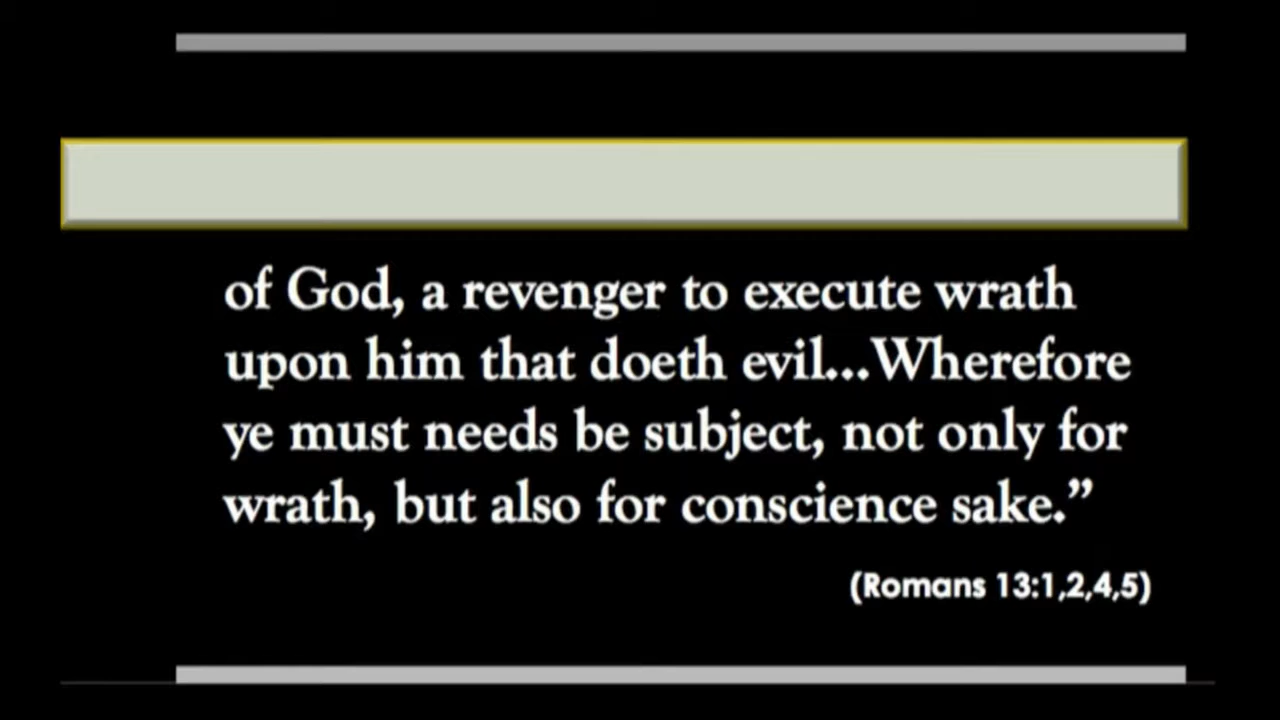 of God, a revenger to execute wrath
upon him that doeth evil...Wherefore
ye must needs be subject, not only for
wrath, but also for conscience sake.”
(Romans 13:1,2,4,5)